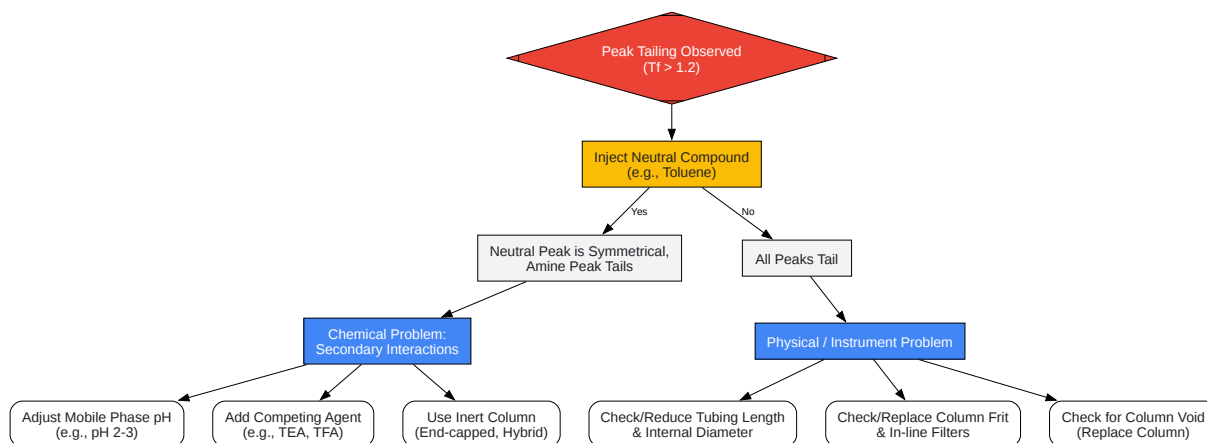 Peak Tailing Observed
(Tf > 1.2)
Inject Neutral Compound
(e.g., Toluene)
Yes
No
Neutral Peak is Symmetrical,
Amine Peak Tails
All Peaks Tail
Chemical Problem:
Secondary Interactions
Physical / Instrument Problem
Adjust Mobile Phase pH
(e.g., pH 2-3)
Add Competing Agent
(e.g., TEA, TFA)
Use Inert Column
(End-capped, Hybrid)
Check/Reduce Tubing Length
& Internal Diameter
Check/Replace Column Frit
& In-line Filters
Check for Column Void
(Replace Column)